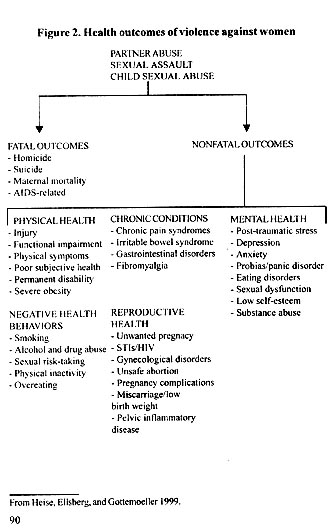 Figure 2. Health outcomes of violence against women
PARTNER ABUSE
SEXUAL ASSAULT
CHILD SEXUAL ABUSE
FATAL OUTCOMES
- Homicide
- Suicide
- Maternal mortality
- AIDS-related
NONFATAL OUTCOMES
PHYSICAL HEALTH
- Injury
- Functional impairment
- Physical symptoms
- Poor subjective health
- Permanent disability
- Severe obesity
CHRONIC CONDITIONS
- Chronic pain syndromes
- Irritable bowel syndrome
- Gastrointestinal disorders
- Fibromyalgia
MENTAL HEALTH
- Post-traumatic stress
- Depression
- Anxiety
- Probias/panic disorder
- Eating disorders
- Sexual dysfunction
- Low self-esteem
- Substance abuse
NEGATIVE HEALTH
BEHAVIORS
- Smoking
- Alcohol and drug abuse
- Sexual risk-taking
- Physical inactivity
- Overeating
REPRODUCTIVE
HEALTH
- Unwanted pregnacy
- STIs/HIV
- Gynecological disorders
- Unsafe abortion
- Pregnancy complications
- Miscarriage/low
birth weight
- Pelvic inflammatory
disease
From Heise, Ellsberg, and Gottemoeller 1999.
90